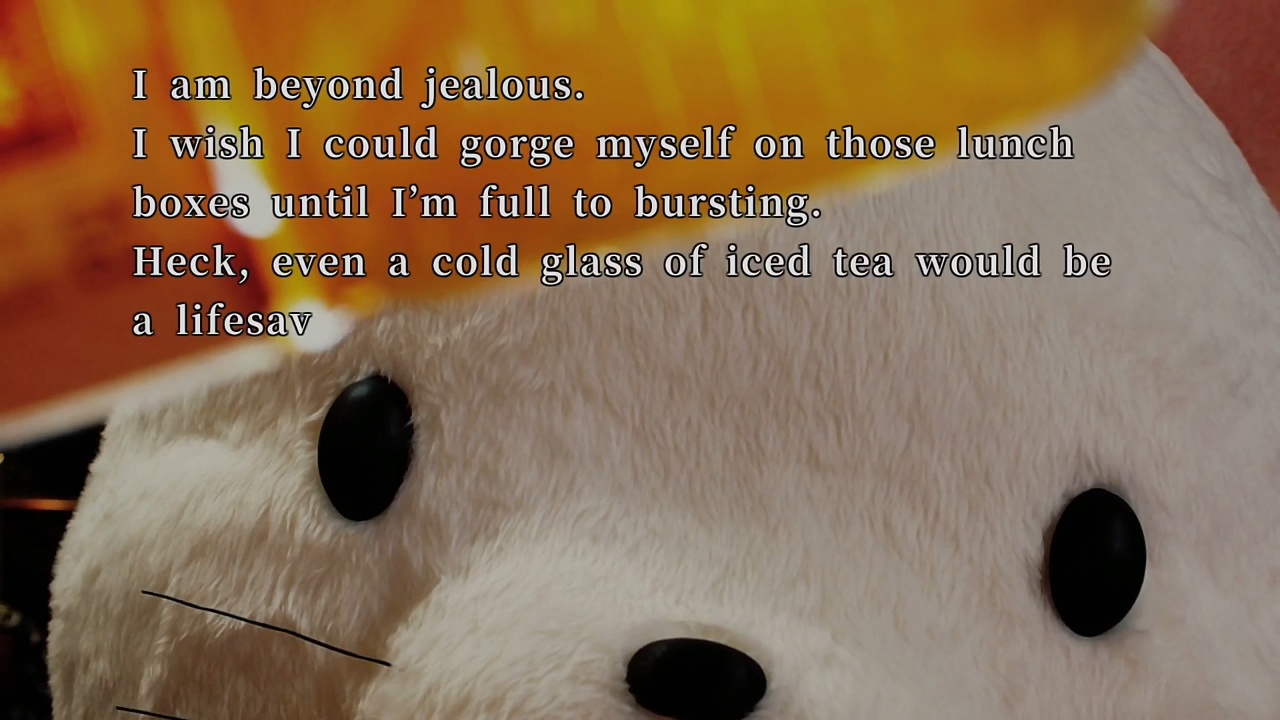 I am beyond jealous.
I wish I could gorge myself on those lunch
boxes until I’m full to bursting.
Heck, even a cold glass of iced tea would be
a lifesav